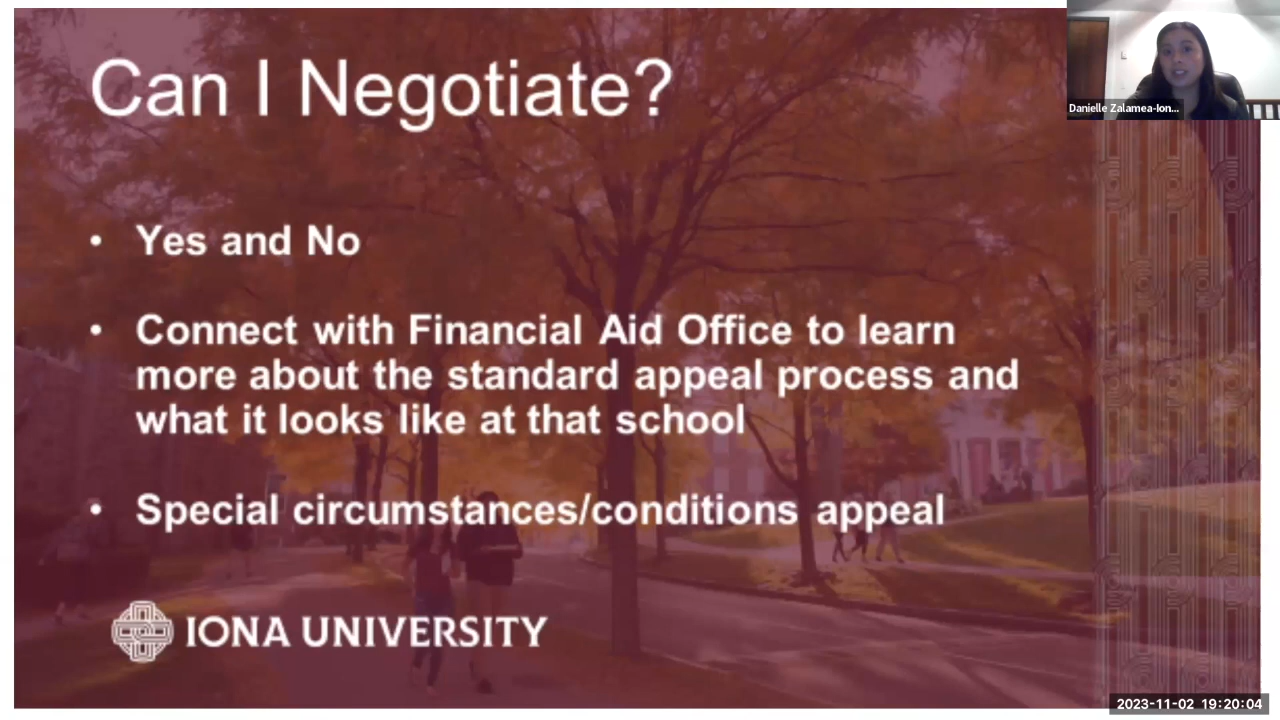 Can I Negotiate?
Danielle Zalamea-Ion...
• Yes and No
• Connect with Financial Aid Office to learn
more about the standard appeal process and
what it looks like at that school
• Special circumstances/conditions appeal
IONA UNIVERSITY
2023-11-02 19:20:04